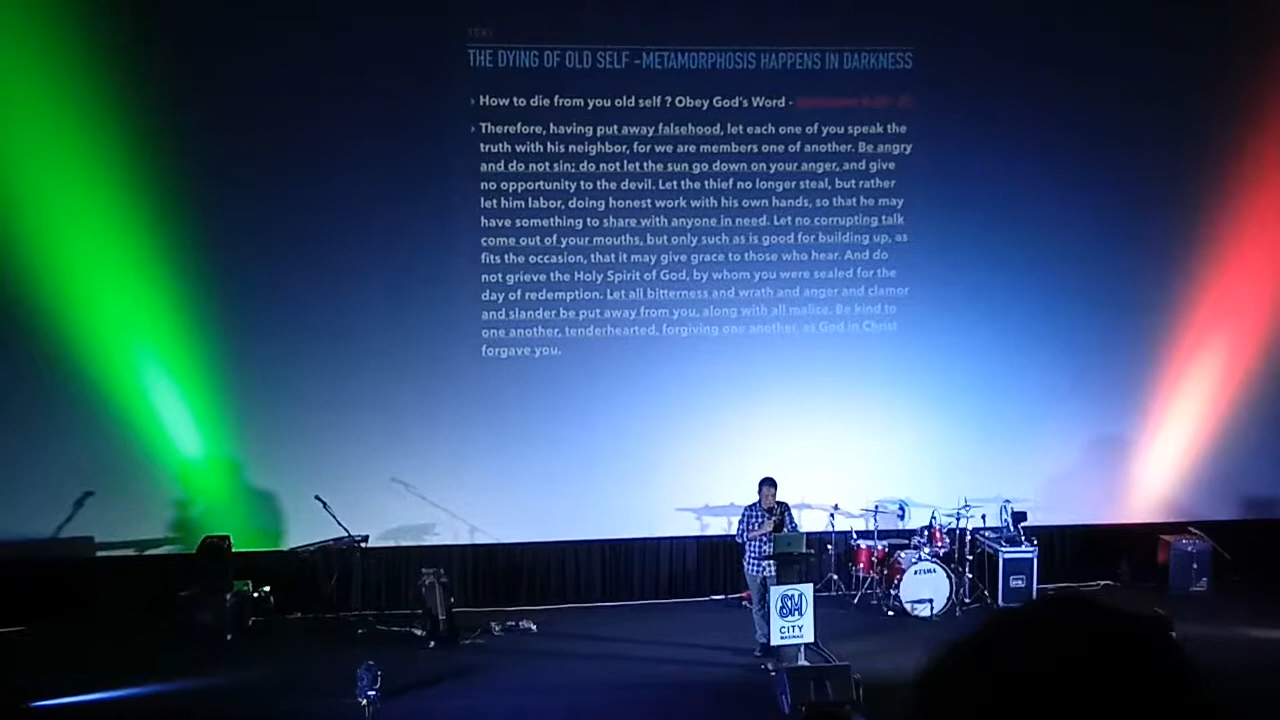 TEXT
THE DYING OF OLD SELF -METAMORPHOSIS HAPPENS IN DARKNESS
How to die from you old self ? Obey God's Word -
Therefore, having put away falsehood, let each one of you speak the
truth with his neighbor, for we are members one of another. Be angry
and do not sin; do not let the sun go down on your anger, and give
no opportunity to the devil. Let the thief no longer steal, but rather
let him labor, doing honest work with his own hands, so that he may
have something to share with anyone in need. Let no corrupting talk
come out of your mouths, but only such as is good for building up, as
fits the occasion, that it may give grace to those who hear. And do
not grieve the Holy Spirit of God, by whom you were sealed for the
day of redemption. Let all bitterness and wrath and anger and clamor
and slander be put away from you, along with all malice. Be kind to
one another, tenderhearted, forgiving one another, as God in Christ
forgave you.
TAMA
SM
CITY
MASINAG